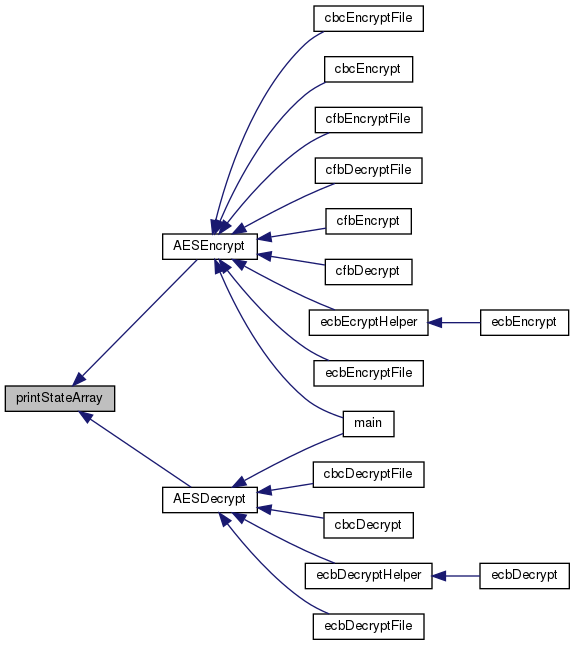 cbcEncryptFile
cbcEncrypt
cfbEncryptFile
cfbDecryptFile
cfbEncrypt
AESEncrypt
cfbDecrypt
ecbEcryptHelper
ecbEncrypt
ecbEncryptFile
printStateArray
main
cbcDecryptFile
AESDecrypt
cbcDecrypt
ecbDecryptHelper
ecbDecrypt
ecbDecryptFile